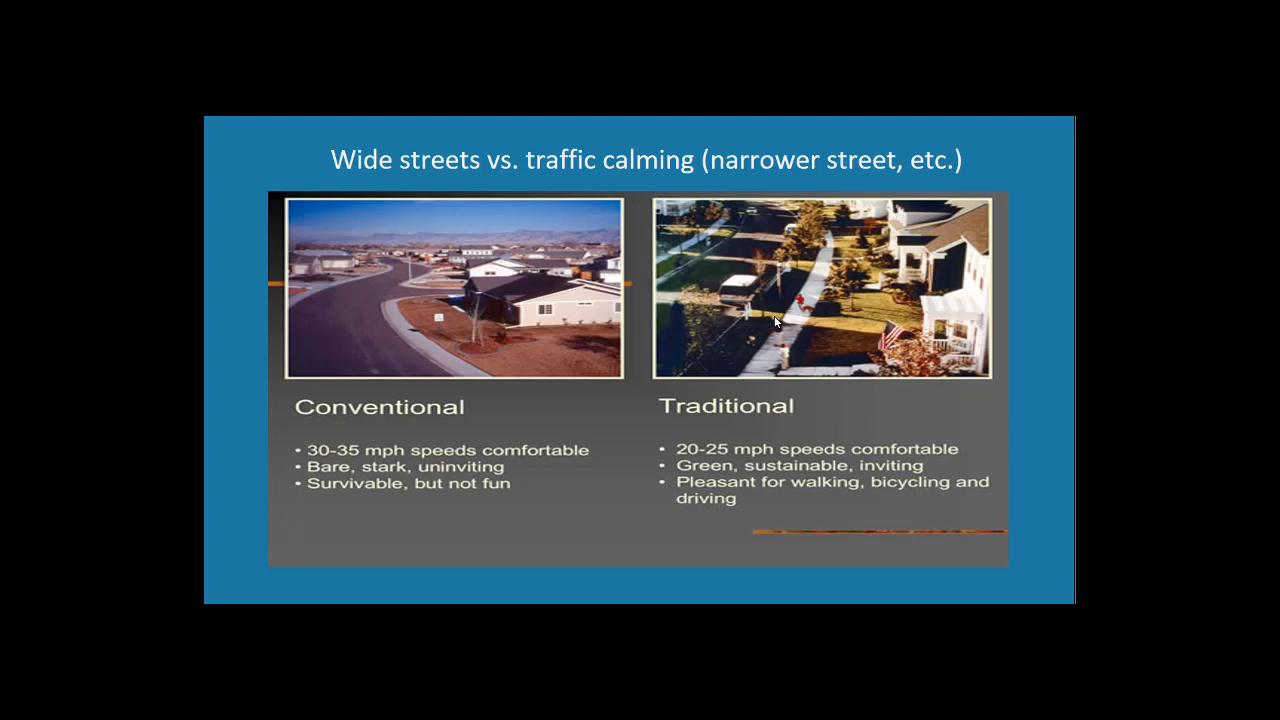 Wide streets vs. traffic calming (narrower street, etc.)
Conventional
• 30-35 mph speeds comfortable
• Bare, stark, uninviting
• Survivable, but not fun
Traditional
• 20-25 mph speeds comfortable
• Green, sustainable, inviting
• Pleasant for walking, bicycling and
driving